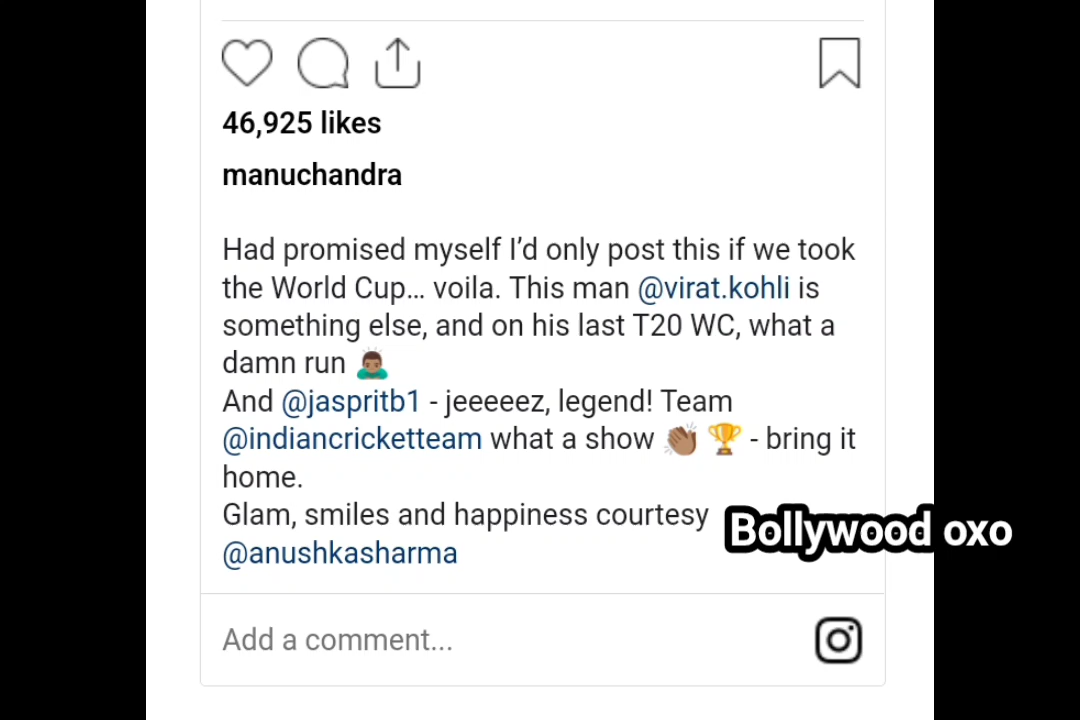 46,925 likes
manuchandra
Had promised myself I’d only post this if we took
the World Cup... voila. This man @virat.kohli is
something else, and on his last T20 WC, what a
damn run 🙇🏽‍♂️
And @jaspritb1 - jeeeeez, legend! Team
@indiancricketteam what a show 👏🏽 🏆 - bring it
home.
Glam, smiles and happiness courtesy
@anushkasharma
Bollywood oxo
Add a comment...